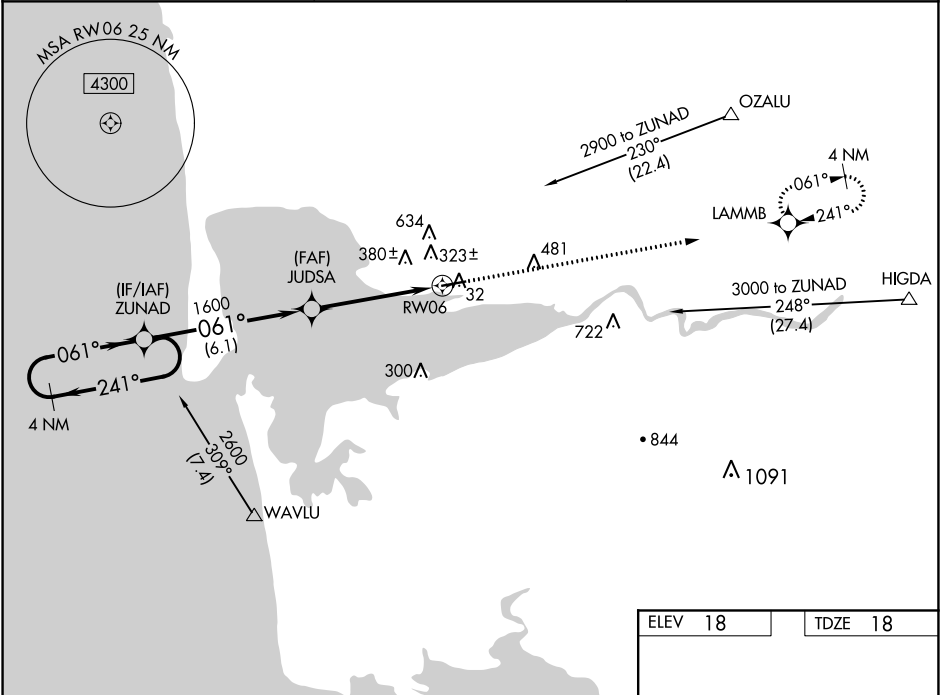 MSA RW06 25 NM
4300
OZALU
2900 to ZUNAD
230°
(22.4)
4 NM
061°
241°
LAMMB
634
380±
323±
481
(FAF)
JUDSA
32
RW06
HIGDA
3000 to ZUNAD
248°
(27.4)
(IF/IAF)
ZUNAD
1600
061°
(6.1)
722
061°
241°
4 NM
300
2600
309°
(7.4)
WAVLU
844
1091
ELEV 18
TDZE 18